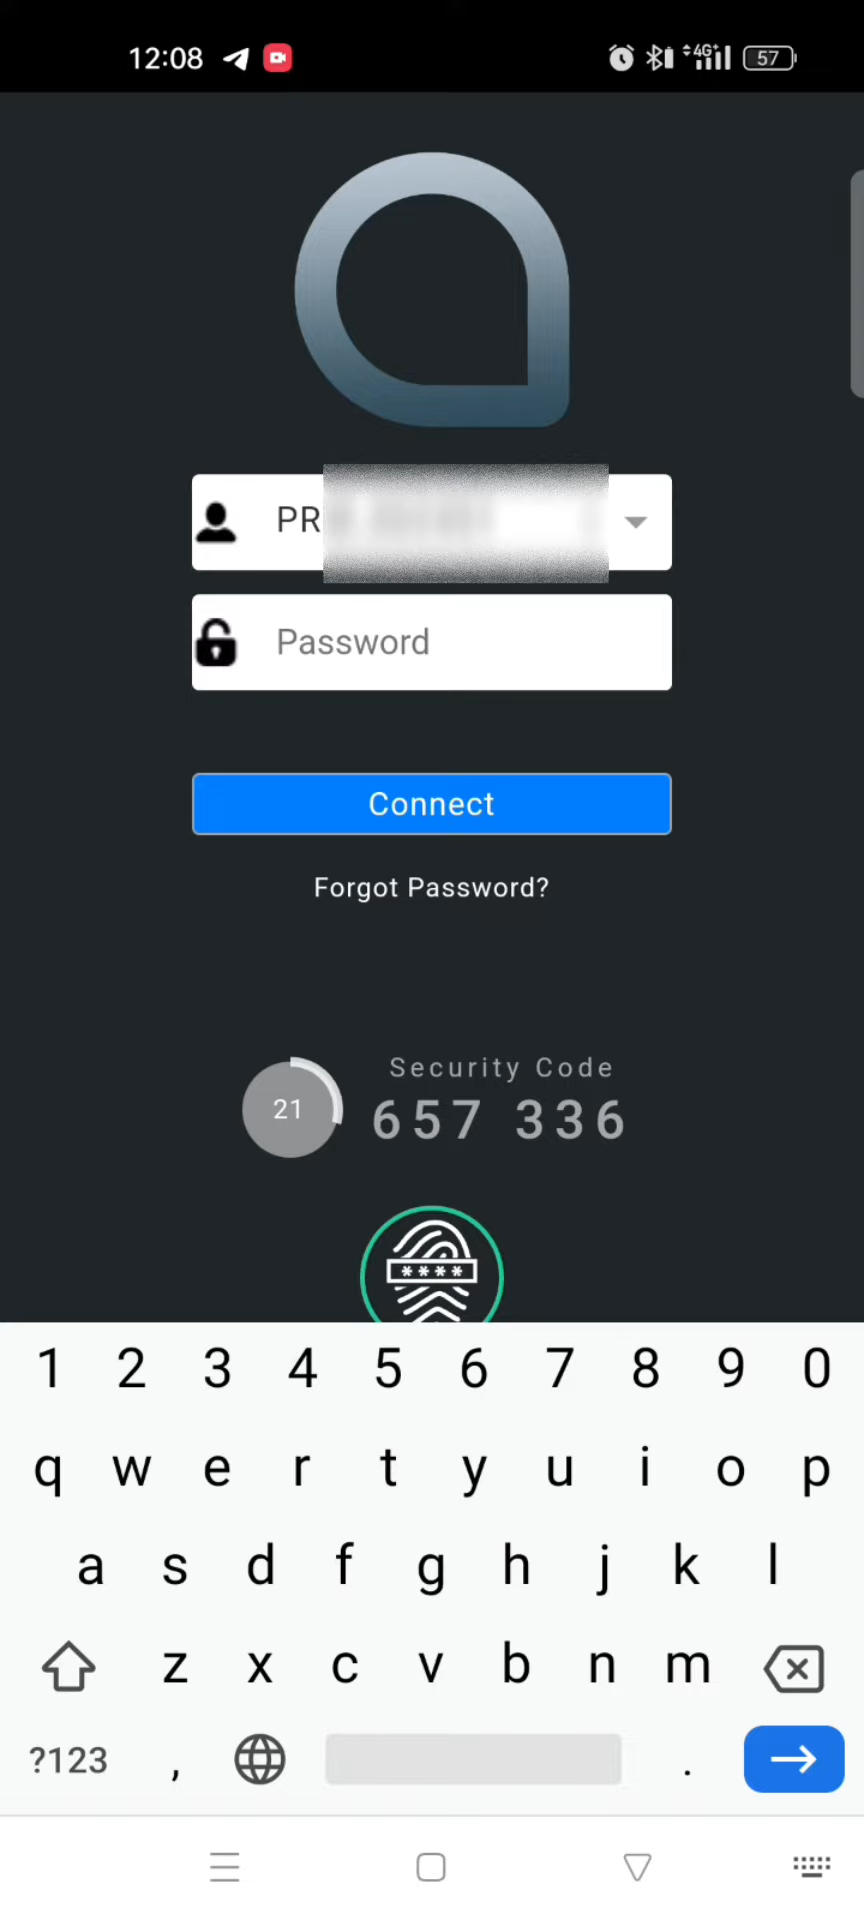 12:08 4G+ 57
PR
Password
Connect
Forgot Password?
Security Code
21 657 336
****
1 2 3 4 5 6 7 8 9 0
q w e r t y u i o p
a s d f g h j k l
z x c v b n m
?123 , .